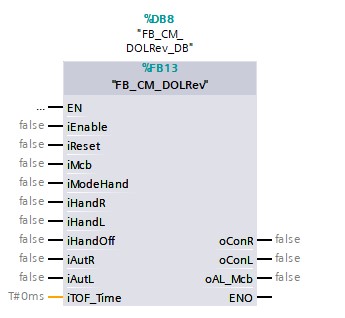 %DB8
"FB_CM_
DOLRev_DB"
%FB13
"FB_CM_DOLRev"
... EN
false iEnable
false iReset
false iMcb
false iModeHand
false iHandR
false iHandL
false iHandOff oConR false
false iAutR oConL false
false iAutL oAL_Mcb false
T#0ms iTOF_Time ENO